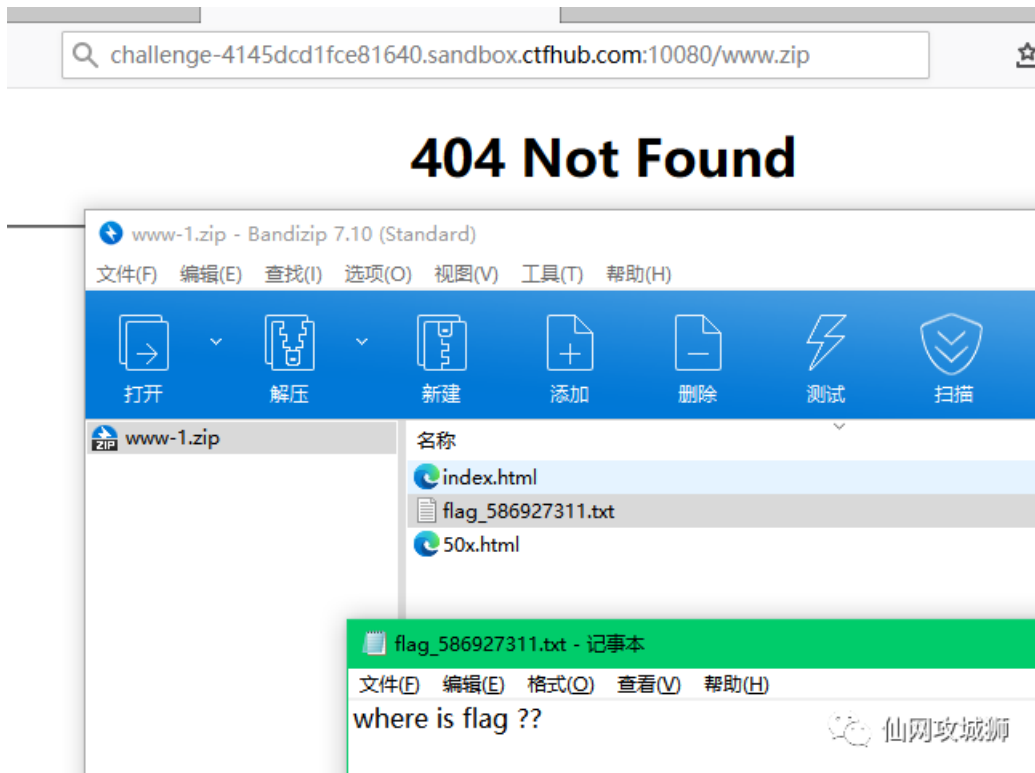 challenge-4145dcd1fce81640.sandbox.ctfhub.com:10080/www.zip
404 Not Found
www-1.zip - Bandizip 7.10 (Standard)
文件(F) 编辑(E) 查找(I) 选项(O) 视图(V) 工具(T) 帮助(H)
打开 解压 新建 添加 删除 测试 扫描
ZIP www-1.zip
名称
index.html
flag_586927311.txt
50x.html
flag_586927311.txt - 记事本
文件(F) 编辑(E) 格式(O) 查看(V) 帮助(H)
where is flag ??
仙网攻城狮